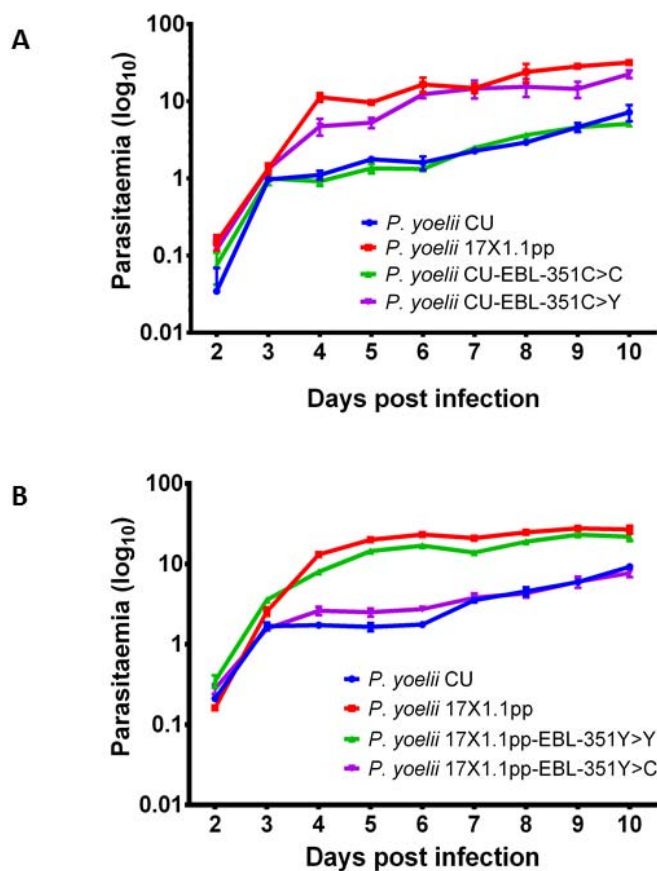 A
Parasitaemia (log10)
100
10
1
0.1
0.01
P. yoelii CU
P. yoelii 17X1.1pp
P. yoelii CU-EBL-351C>C
P. yoelii CU-EBL-351C>Y
2 3 4 5 6 7 8 9 10
Days post infection
B
Parasitaemia (log10)
100
10
1
0.1
0.01
P. yoelii CU
P. yoelii 17X1.1pp
P. yoelii 17X1.1pp-EBL-351Y>Y
P. yoelii 17X1.1pp-EBL-351Y>C
2 3 4 5 6 7 8 9 10
Days post infection